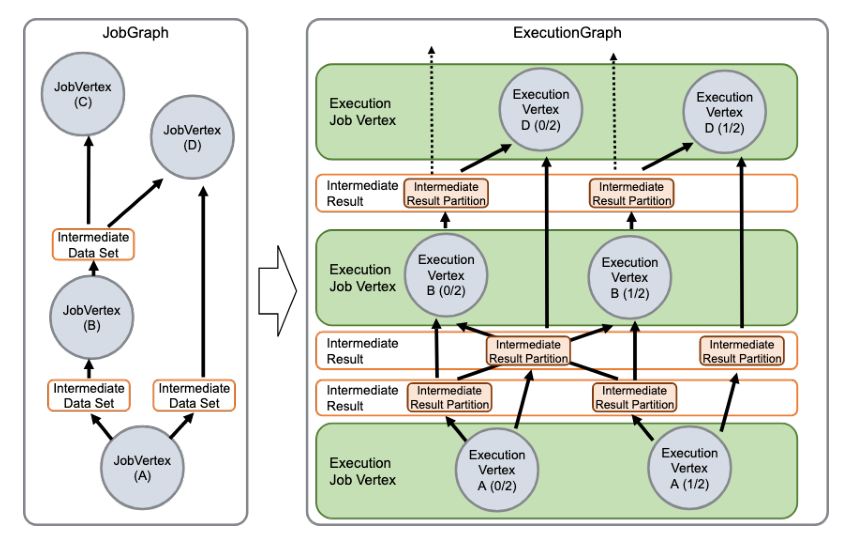 JobGraph
JobVertex
(C)
JobVertex
(D)
Intermediate
Data Set
JobVertex
(B)
Intermediate
Data Set
Intermediate
Data Set
JobVertex
(A)
ExecutionGraph
Execution
Job Vertex
Execution
Vertex
D (0/2)
Execution
Vertex
D (1/2)
Intermediate
Result
Intermediate
Result Partition
Intermediate
Result Partition
Execution
Job Vertex
Execution
Vertex
B (0/2)
Execution
Vertex
B (1/2)
Intermediate
Result
Intermediate
Result Partition
Intermediate
Result Partition
Intermediate
Result
Intermediate
Result Partition
Intermediate
Result Partition
Execution
Job Vertex
Execution
Vertex
A (0/2)
Execution
Vertex
A (1/2)